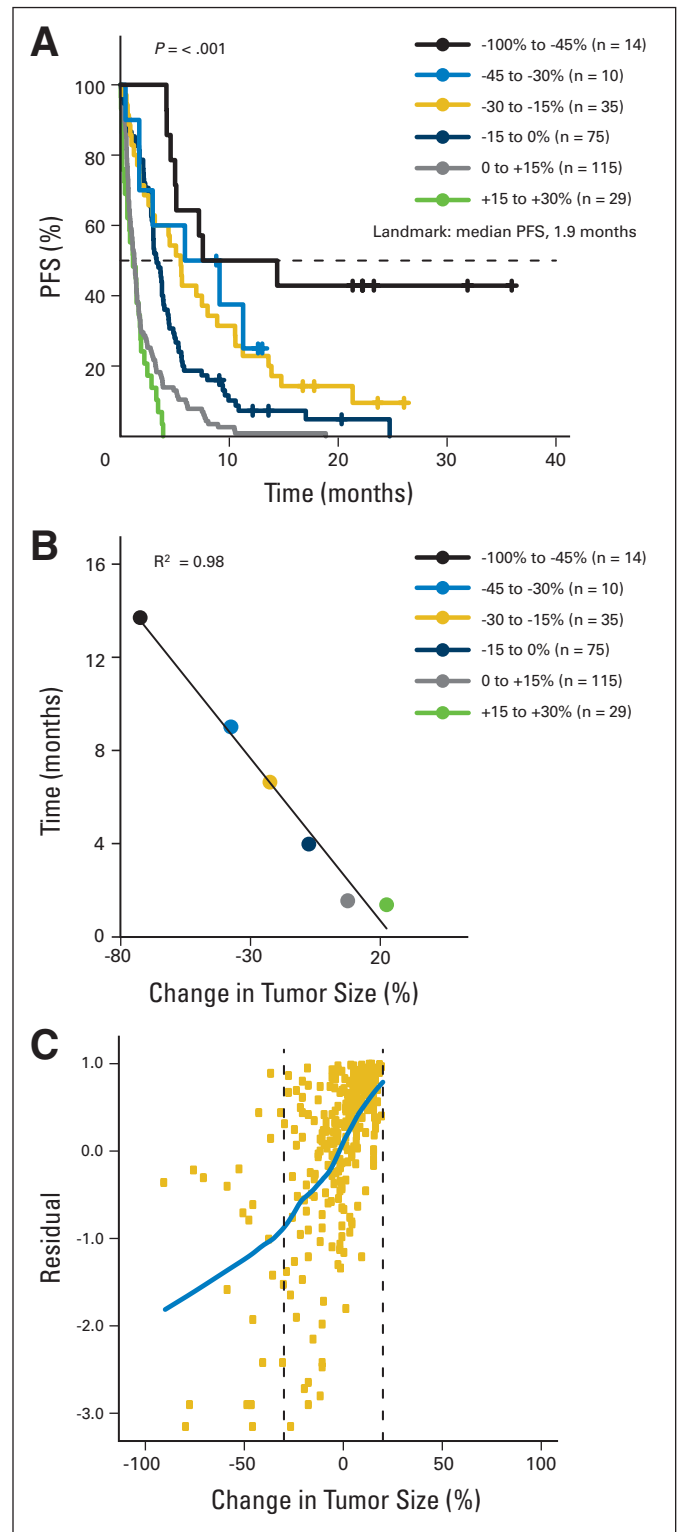 A
P = < .001
-100% to -45% (n = 14)
-45 to -30% (n = 10)
-30 to -15% (n = 35)
-15 to 0% (n = 75)
0 to +15% (n = 115)
+15 to +30% (n = 29)
Landmark: median PFS, 1.9 months
PFS (%)
100
80
60
40
20
0 10 20 30 40
Time (months)
B
R² = 0.98
-100% to -45% (n = 14)
-45 to -30% (n = 10)
-30 to -15% (n = 35)
-15 to 0% (n = 75)
0 to +15% (n = 115)
+15 to +30% (n = 29)
Time (months)
16
12
8
4
0
-80 -30 20
Change in Tumor Size (%)
C
Residual
1.0
0.0
-1.0
-2.0
-3.0
-100 -50 0 50 100
Change in Tumor Size (%)